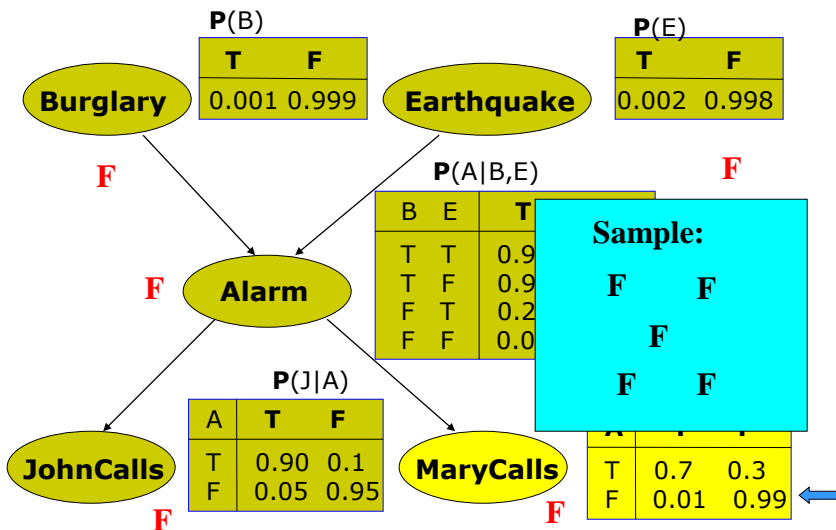 P(B)
T F
0.001 0.999
Burglary
P(E)
T F
0.002 0.998
Earthquake
F
F
P(A|B,E)
B E T
T T 0.9
T F 0.9
F T 0.2
F F 0.0
Sample:
F F
F
F F
F
Alarm
P(J|A)
A T F
T 0.90 0.1
F 0.05 0.95
JohnCalls
F
MaryCalls
F
T 0.7 0.3
F 0.01 0.99